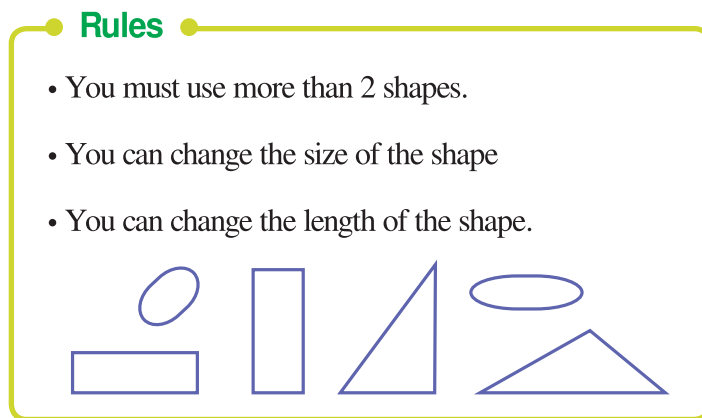 Rules
• You must use more than 2 shapes.
• You can change the size of the shape
• You can change the length of the shape.